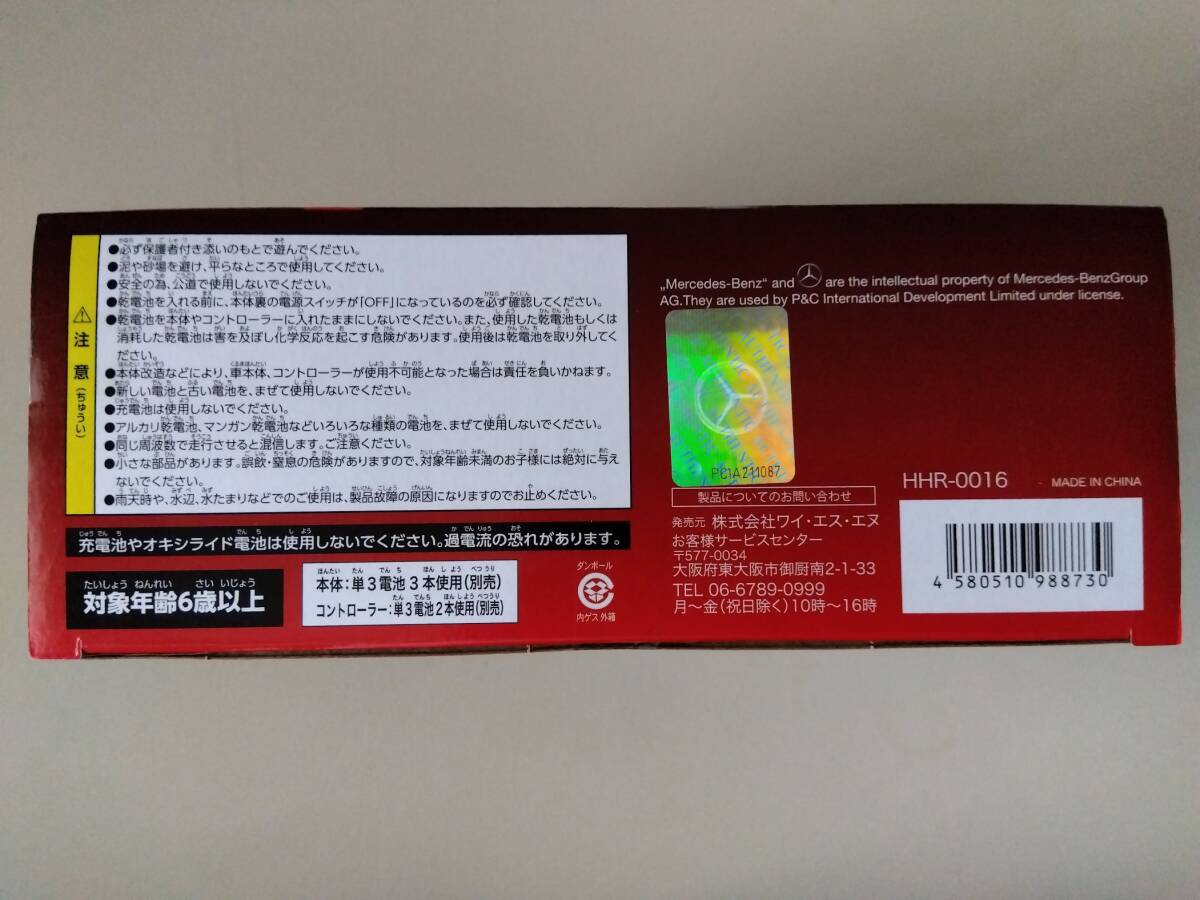 ⚠注意(ちゅうい)
●必ず保護者付き添いのもとで遊んでください。
●泥や砂場を避け、平らなところで使用してください。
●安全の為、公道で使用しないでください。
●乾電池を入れる前に、本体裏の電源スイッチが「OFF」になっているのを必ず確認してください。
●乾電池を本体やコントローラーに入れたままにしないでください。また、使用した乾電池もしくは
消耗した乾電池は害を及ぼし化学反応を起こす危険があります。使用後は乾電池を取り外してく
ださい。
●本体改造などにより、車本体、コントローラーが使用不可能となった場合は責任を負いかねます。
●新しい電池と古い電池を、まぜて使用しないでください。
●充電池は使用しないでください。
●アルカリ乾電池、マンガン乾電池などいろいろな種類の電池を、まぜて使用しないでください。
●同じ周波数で走行させると混信します。ご注意ください。
●小さな部品があります。誤飲・窒息の危険がありますので、対象年齢未満のお子様には絶対に与え
ないでください。
●雨天時や、水辺、水たまりなどでのご使用は、製品故障の原因になりますのでお止めください。
充電池やオキシライド電池は使用しないでください。過電流の恐れがあります。
たいしょう ねんれい さい いじょう
対象年齢6歳以上
本体:単3電池3本使用(別売)
コントローラー:単3電池2本使用(別売)
ダンボール
内ゲス 外箱
„Mercedes-Benz" and are the intellectual property of Mercedes-BenzGroup
AG.They are used by P&C International Development Limited under license.
PC1A211087
製品についてのお問い合わせ
発売元 株式会社ワイ・エス・エヌ
お客様サービスセンター
〒577-0034
大阪府東大阪市御厨南2-1-33
TEL 06-6789-0999
月〜金(祝日除く)10時〜16時
HHR-0016 MADE IN CHINA
4 580510 988730